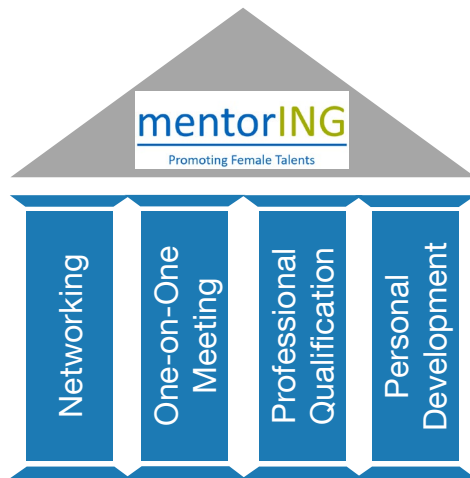 mentorING
Promoting Female Talents
Networking
One-on-One
Meeting
Professional
Qualification
Personal
Development